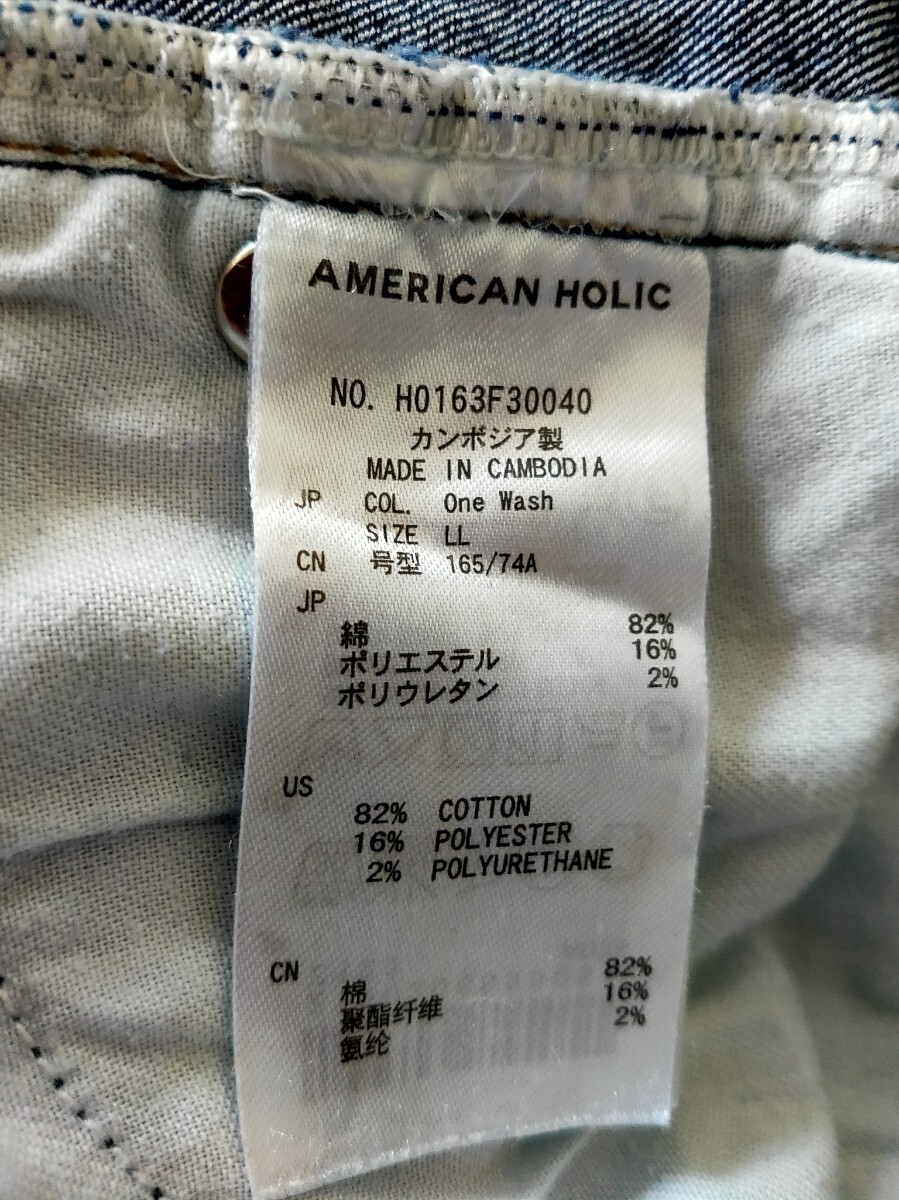 AMERICAN HOLIC
NO. H0163F30040
カンボジア製
MADE IN CAMBODIA
JP COL. One Wash
SIZE LL
CN 号型 165/74A
JP
綿 82%
ポリエステル 16%
ポリウレタン 2%
US
82% COTTON
16% POLYESTER
2% POLYURETHANE
CN
棉 82%
聚酯纤维 16%
氨纶 2%